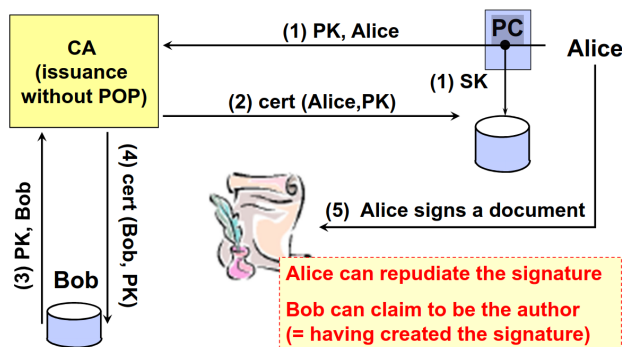 CA
(issuance
without POP)
(1) PK, Alice
PC
Alice
(1) SK
(2) cert (Alice,PK)
(3) PK, Bob
(4) cert (Bob, PK)
Bob
(5) Alice signs a document
Alice can repudiate the signature
Bob can claim to be the author
(= having created the signature)